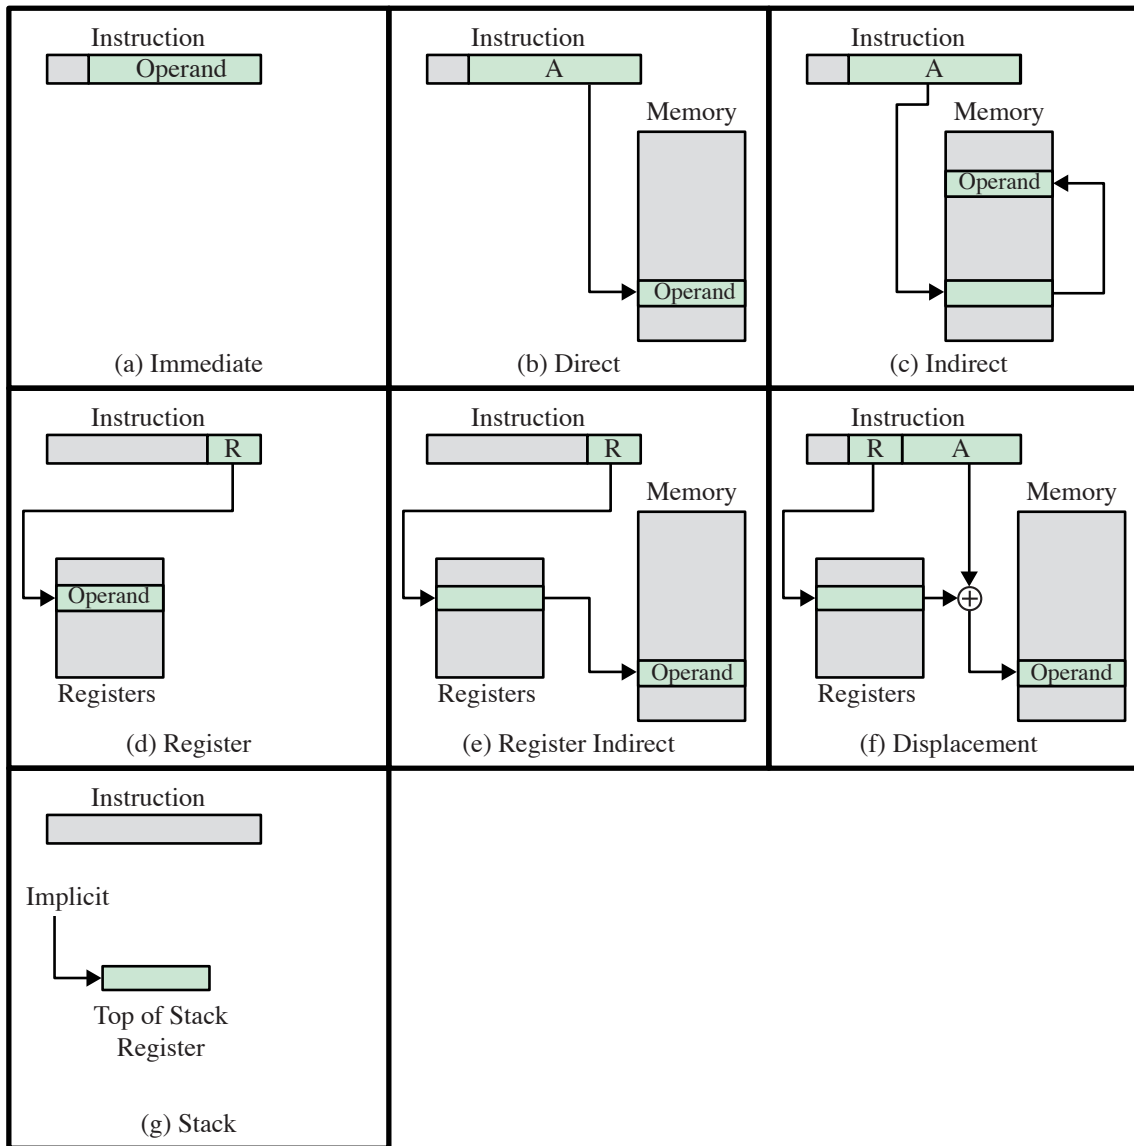 Instruction
Operand
(a) Immediate
Instruction
A
Memory
Operand
(b) Direct
Instruction
A
Memory
Operand
(c) Indirect
Instruction
R
Operand
Registers
(d) Register
Instruction
R
Memory
Operand
Registers
(e) Register Indirect
Instruction
R
A
Memory
Operand
Registers
(f) Displacement
Instruction
Implicit
Top of Stack
Register
(g) Stack